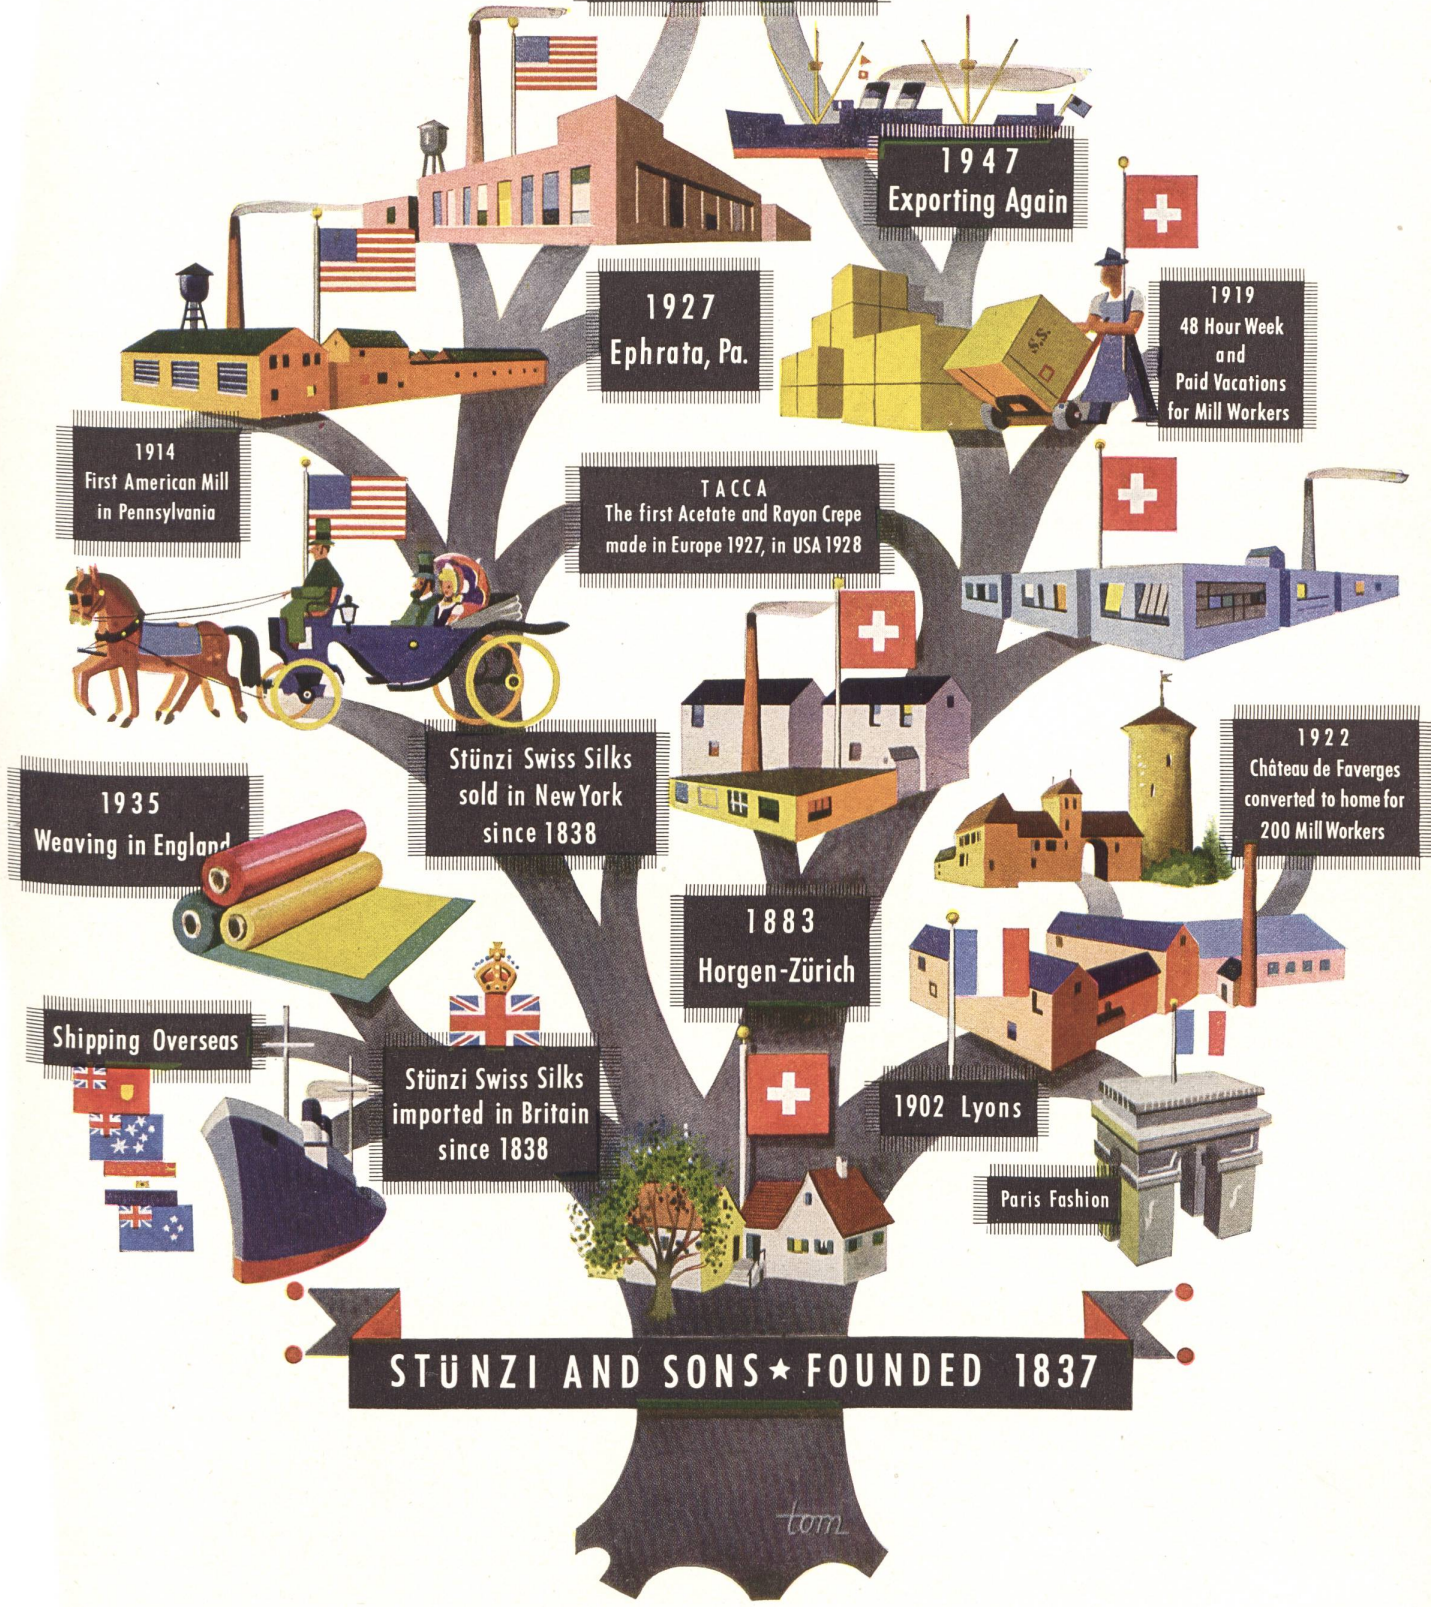 1947
Exporting Again
1927
Ephrata, Pa.
S.S.
1919
48 Hour Week
and
Paid Vacations
for Mill Workers
1914
First American Mill
in Pennsylvania
TACCA
The first Acetate and Rayon Crepe
made in Europe 1927, in USA 1928
Stünzi Swiss Silks
sold in New York
since 1838
1922
Château de Faverges
converted to home for
200 Mill Workers
1935
Weaving in England
1883
Horgen-Zürich
Shipping Overseas
Stünzi Swiss Silks
imported in Britain
since 1838
1902 Lyons
Paris Fashion
STÜNZI AND SONS ★ FOUNDED 1837
tom